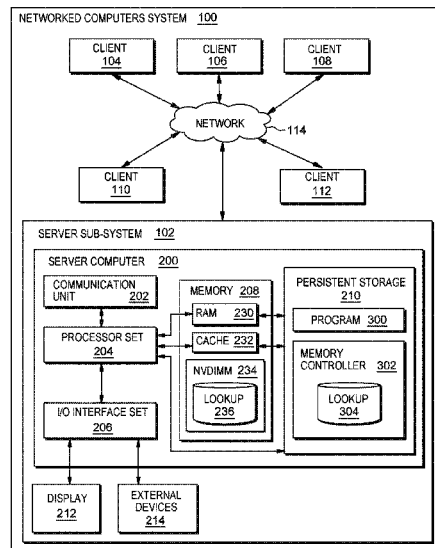 NETWORKED COMPUTERS SYSTEM 100
CLIENT
104
CLIENT
106
CLIENT
108
NETWORK
114
CLIENT
110
CLIENT
112
SERVER SUB-SYSTEM 102
SERVER COMPUTER 200
COMMUNICATION
UNIT
202
PROCESSOR SET
204
I/O INTERFACE SET
206
MEMORY 208
RAM
230
CACHE
232
NVDIMM 234
LOOKUP
236
PERSISTENT STORAGE
210
PROGRAM 300
MEMORY
CONTROLLER 302
LOOKUP
304
DISPLAY
212
EXTERNAL
DEVICES
214